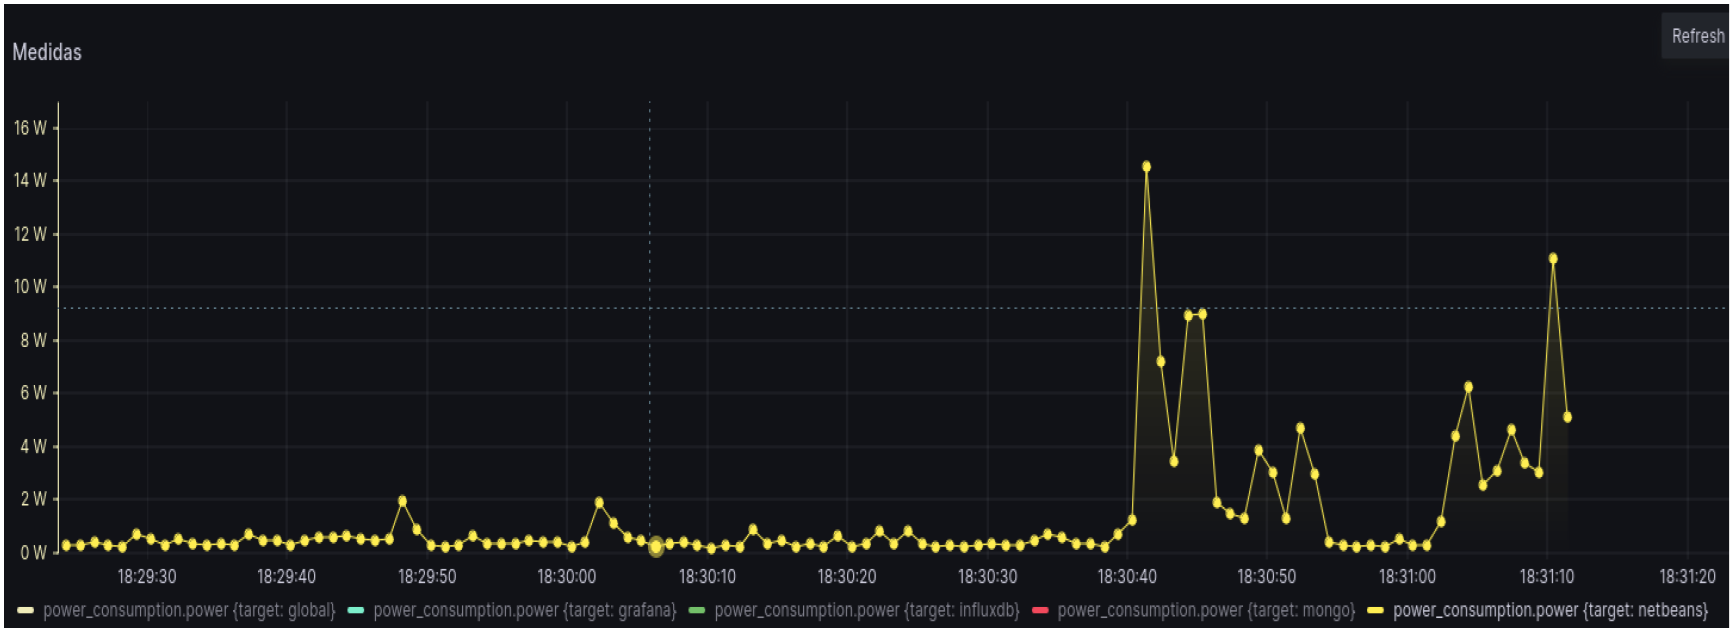 Refresh
Medidas
16 W
14 W
12 W
10 W
8 W
6 W
4 W
2 W
0 W
18:29:30 18:29:40 18:29:50 18:30:00 18:30:10 18:30:20 18:30:30 18:30:40 18:30:50 18:31:00 18:31:10 18:31:20
power_consumption.power {target: global} power_consumption.power {target: grafana} power_consumption.power {target: influxdb} power_consumption.power {target: mongo} power_consumption.power {target: netbeans}